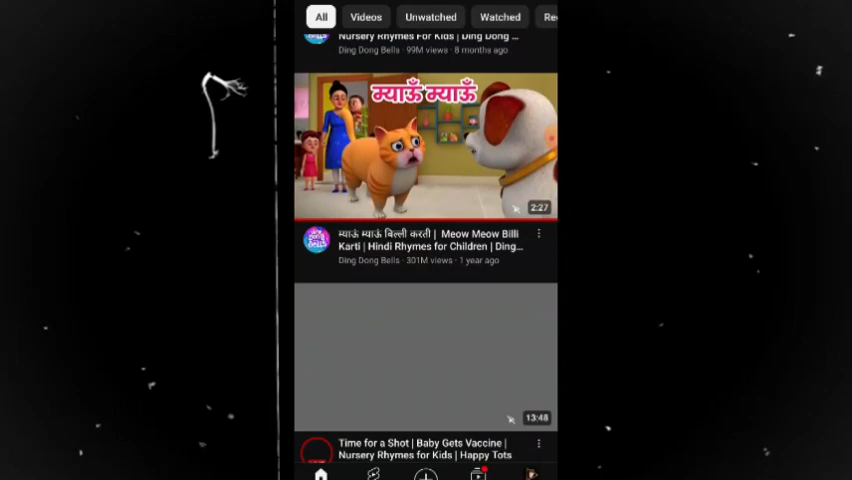 All Videos Unwatched Watched Re
Nursery Rhymes For Kids | Ding Dong ...
Ding Dong Bells · 99M views · 8 months ago
म्याऊँ म्याऊँ
2:27
म्याऊं म्याऊं बिल्ली करती | Meow Meow Billi
Karti | Hindi Rhymes for Children | Ding...
Ding Dong Bells · 301M views · 1 year ago
13:48
Time for a Shot | Baby Gets Vaccine |
Nursery Rhymes for Kids | Happy Tots